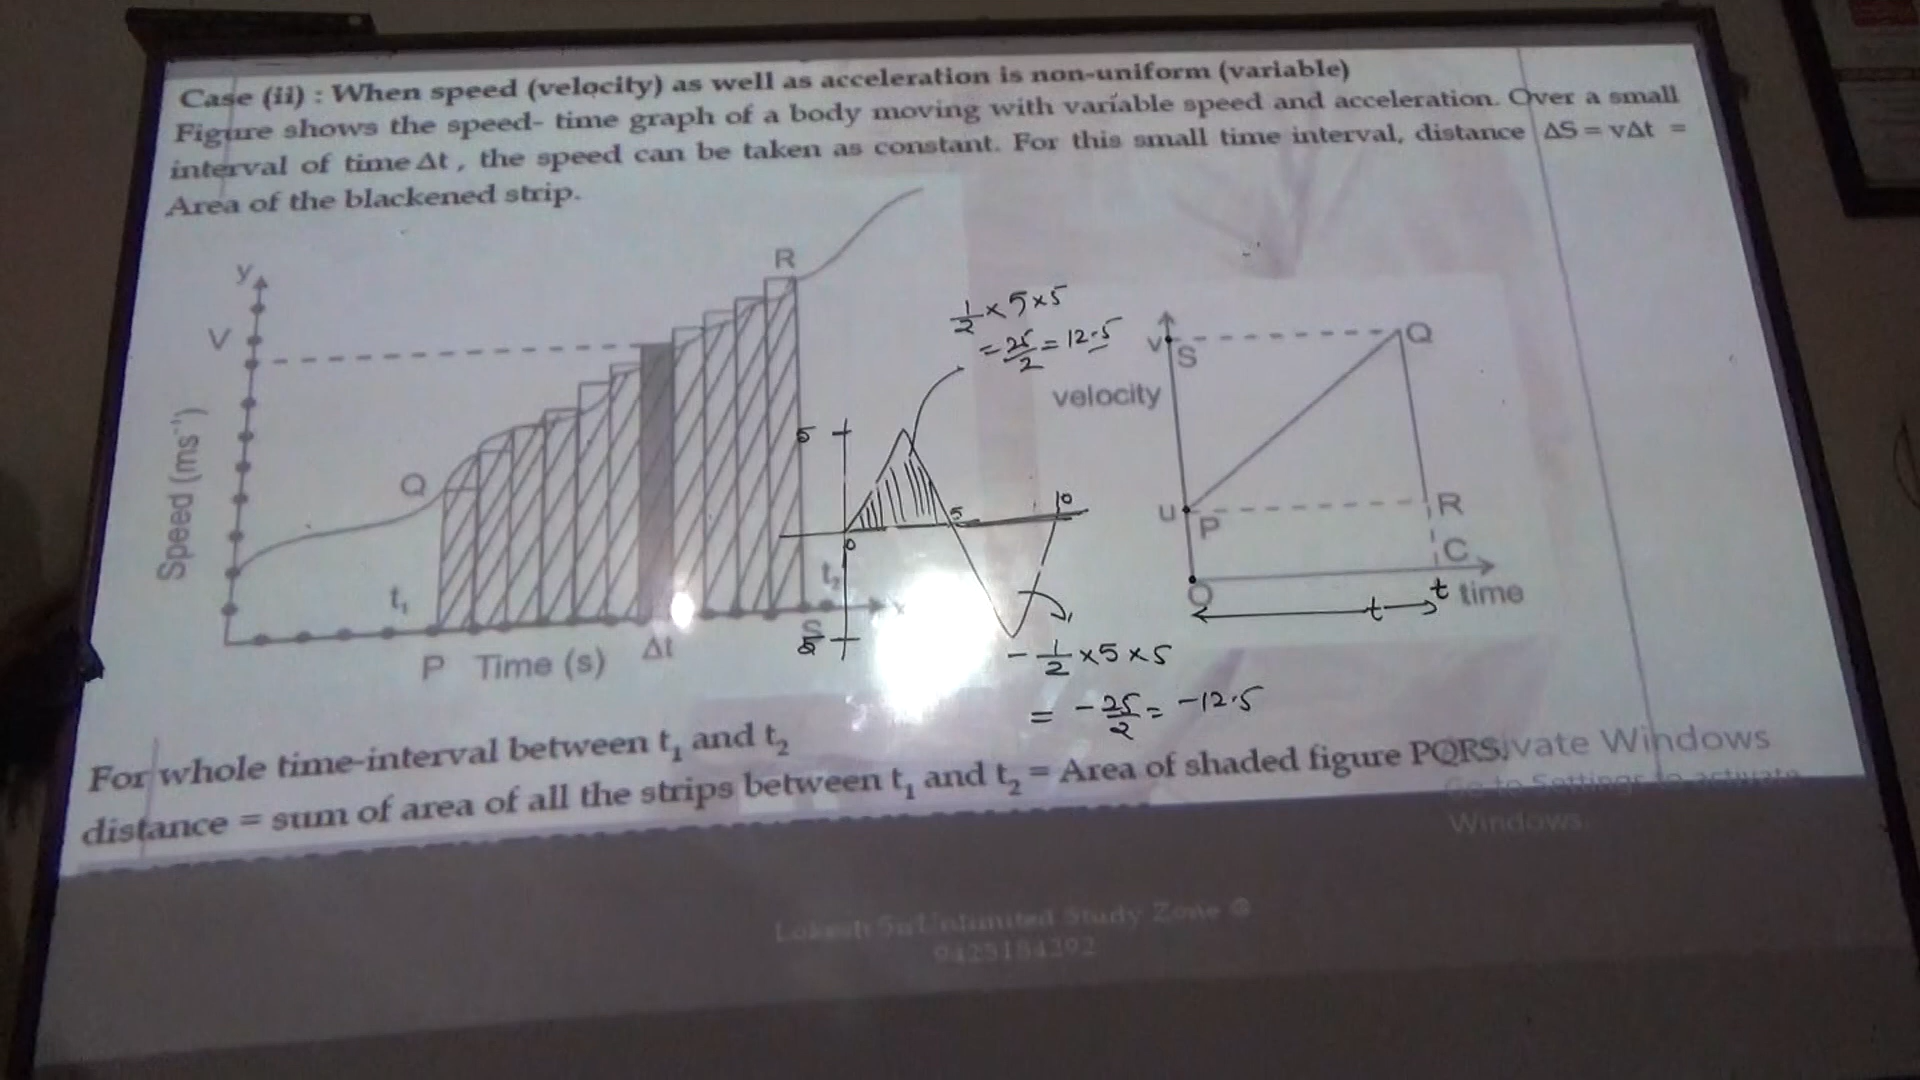 Case (ii) : When speed (velocity) as well as acceleration is non-uniform (variable)
Figure shows the speed- time graph of a body moving with variable speed and acceleration. Over a small
interval of time Δt , the speed can be taken as constant. For this small time interval, distance ΔS = vΔt =
Area of the blackened strip.
y
V
Speed (ms⁻¹)
Q
R
t₁
t₂
P Time (s)
Δt
S
x
1/2 × 5 × 5
= 25/2 = 12.5
5
0
5
10
5
- 1/2 × 5 × 5
= - 25/2 = -12.5
velocity
v
S
Q
u
P
R
C
O
t
t time
For whole time-interval between t₁ and t₂
distance = sum of area of all the strips between t₁ and t₂ = Area of shaded figure PQRS.
vate Windows
Go to Settings to activate
Windows.
Study Zone